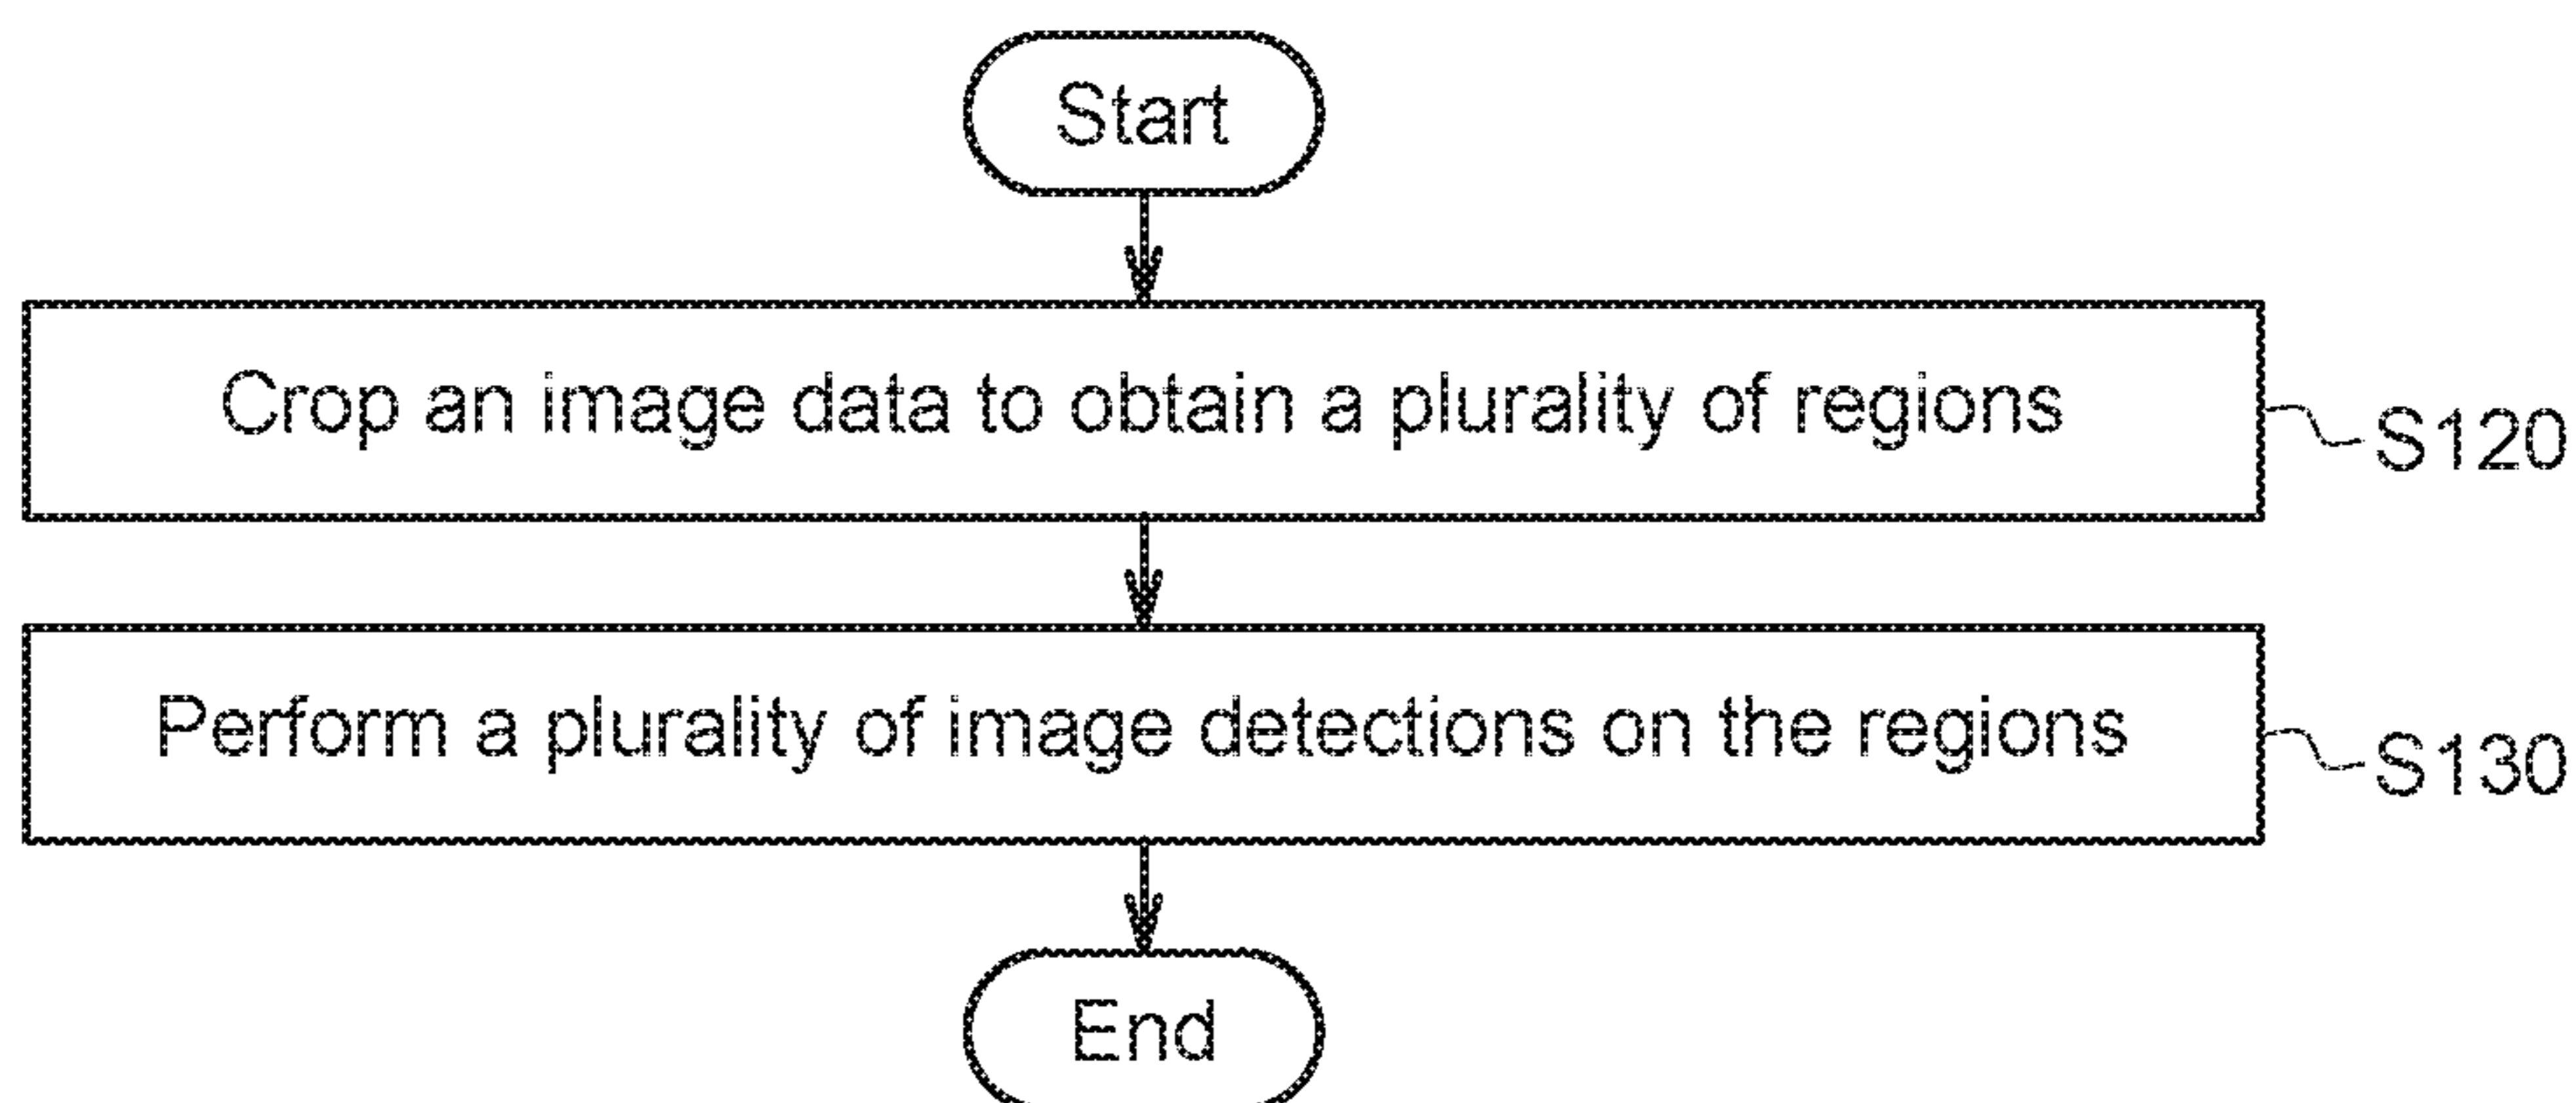 Start
Crop an image data to obtain a plurality of regions
S120
Perform a plurality of image detections on the regions
S130
End